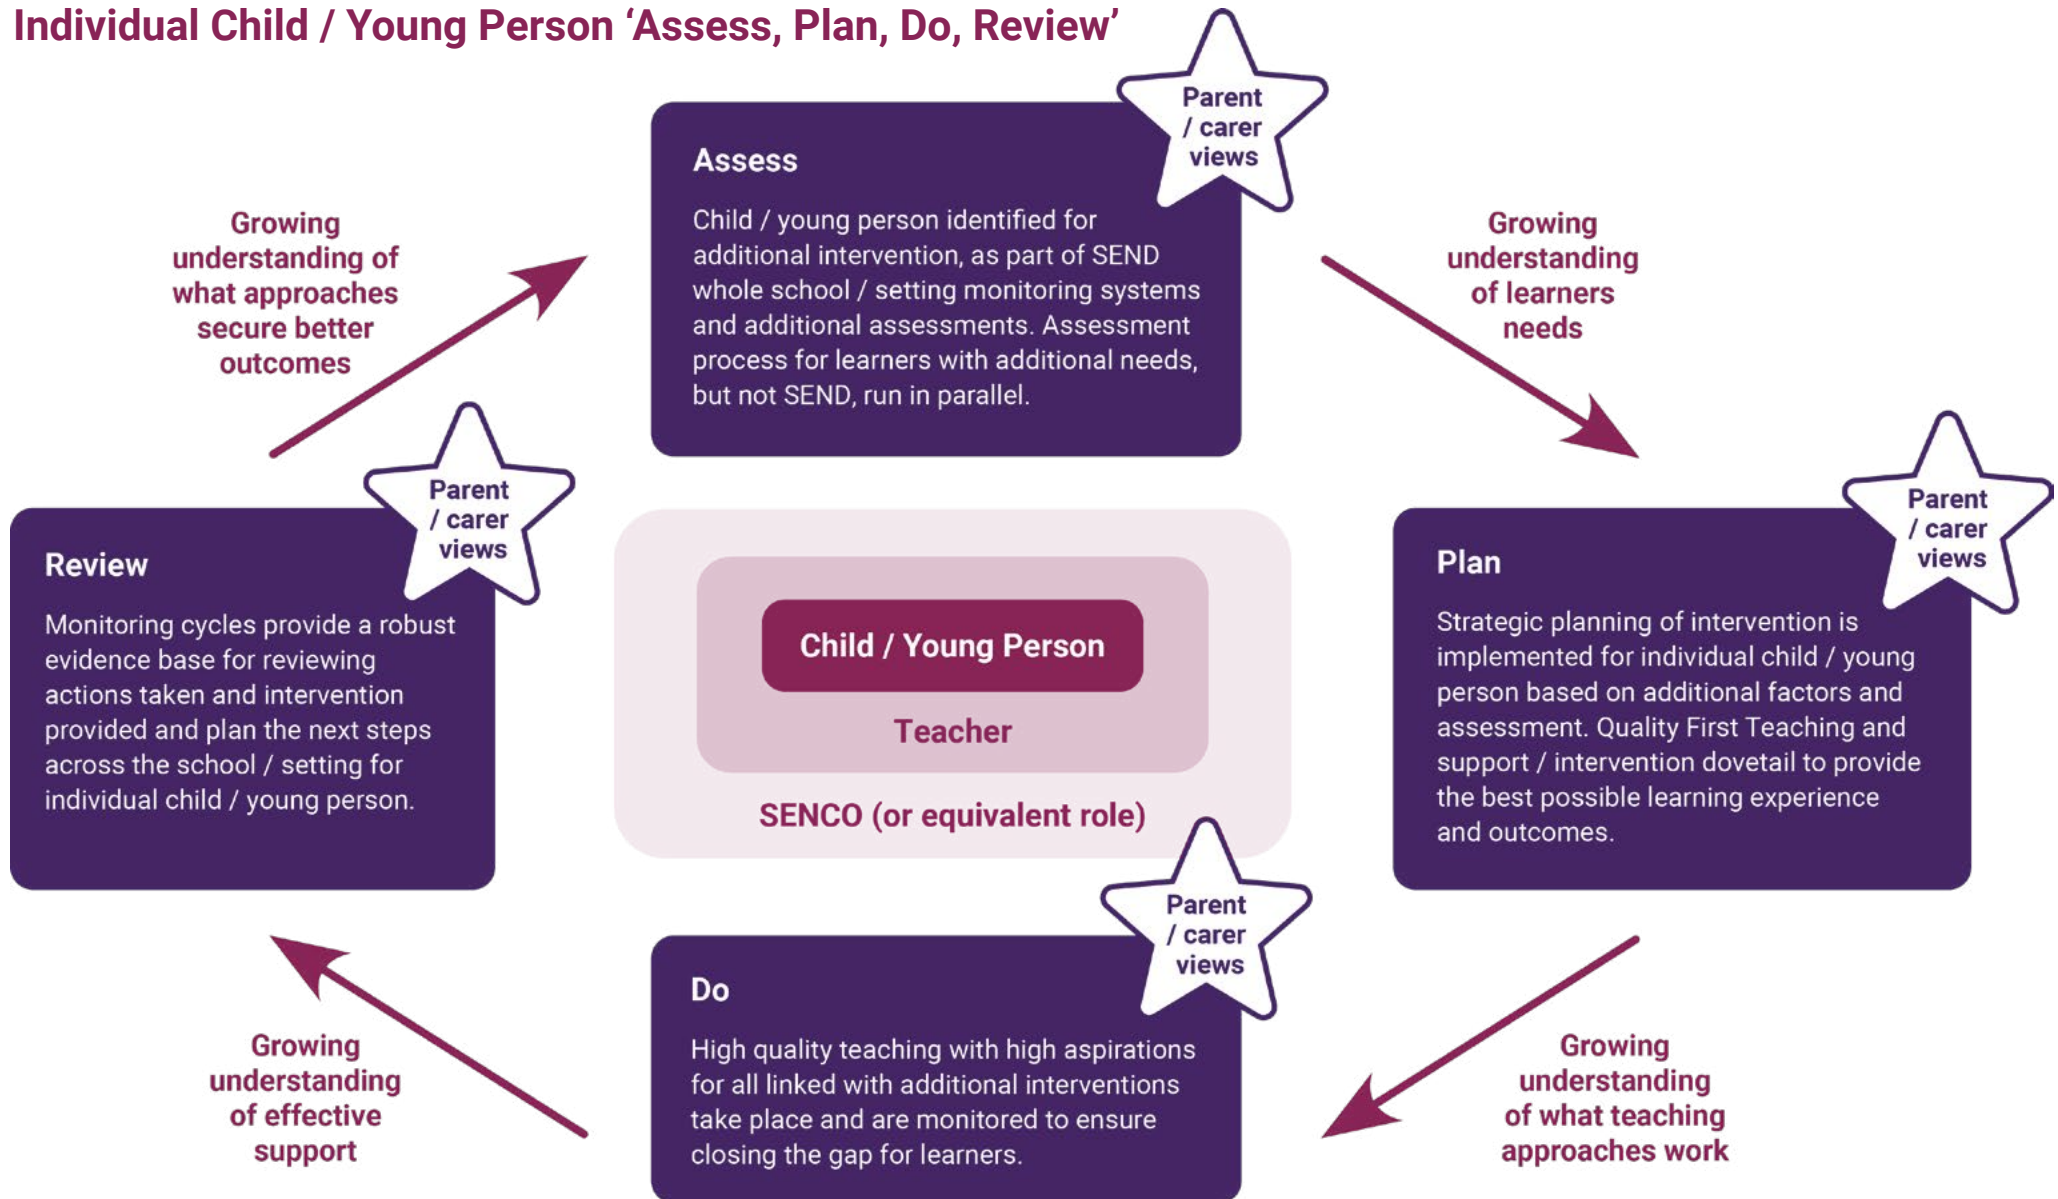 Individual Child / Young Person ‘Assess, Plan, Do, Review’
Parent
/ carer
views
Assess
Child / young person identified for
additional intervention, as part of SEND
whole school / setting monitoring systems
and additional assessments. Assessment
process for learners with additional needs,
but not SEND, run in parallel.
Growing
understanding of
what approaches
secure better
outcomes
Growing
understanding
of learners
needs
Parent
/ carer
views
Review
Monitoring cycles provide a robust
evidence base for reviewing
actions taken and intervention
provided and plan the next steps
across the school / setting for
individual child / young person.
Child / Young Person
Teacher
SENCO (or equivalent role)
Parent
/ carer
views
Plan
Strategic planning of intervention is
implemented for individual child / young
person based on additional factors and
assessment. Quality First Teaching and
support / intervention dovetail to provide
the best possible learning experience
and outcomes.
Parent
/ carer
views
Do
High quality teaching with high aspirations
for all linked with additional interventions
take place and are monitored to ensure
closing the gap for learners.
Growing
understanding
of effective
support
Growing
understanding
of what teaching
approaches work